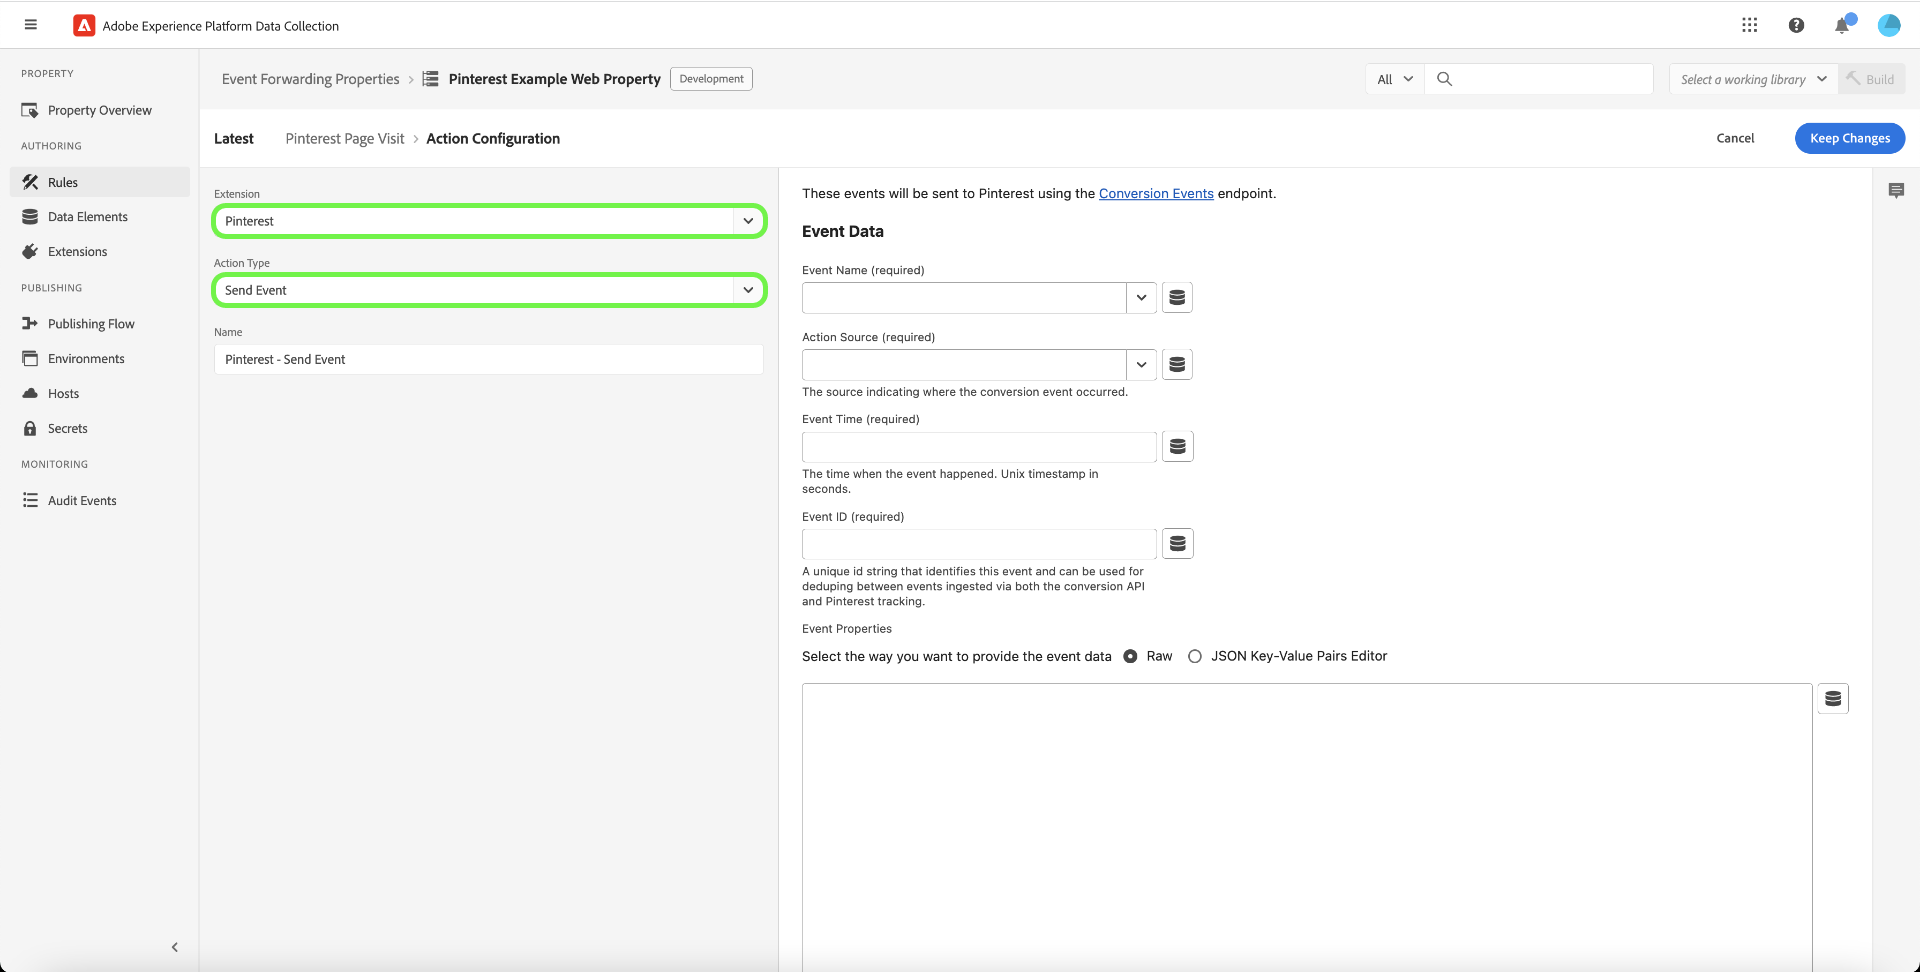 Adobe Experience Platform Data Collection
PROPERTY
Property Overview
AUTHORING
Rules
Data Elements
Extensions
PUBLISHING
Publishing Flow
Environments
Hosts
Secrets
MONITORING
Audit Events
Event Forwarding Properties > Pinterest Example Web Property Development
All
Select a working library
Build
Latest Pinterest Page Visit > Action Configuration
Cancel
Keep Changes
Extension
Pinterest
Action Type
Send Event
Name
Pinterest - Send Event
These events will be sent to Pinterest using the Conversion Events endpoint.
Event Data
Event Name (required)
Action Source (required)
The source indicating where the conversion event occurred.
Event Time (required)
The time when the event happened. Unix timestamp in
seconds.
Event ID (required)
A unique id string that identifies this event and can be used for
deduping between events ingested via both the conversion API
and Pinterest tracking.
Event Properties
Select the way you want to provide the event data Raw JSON Key-Value Pairs Editor